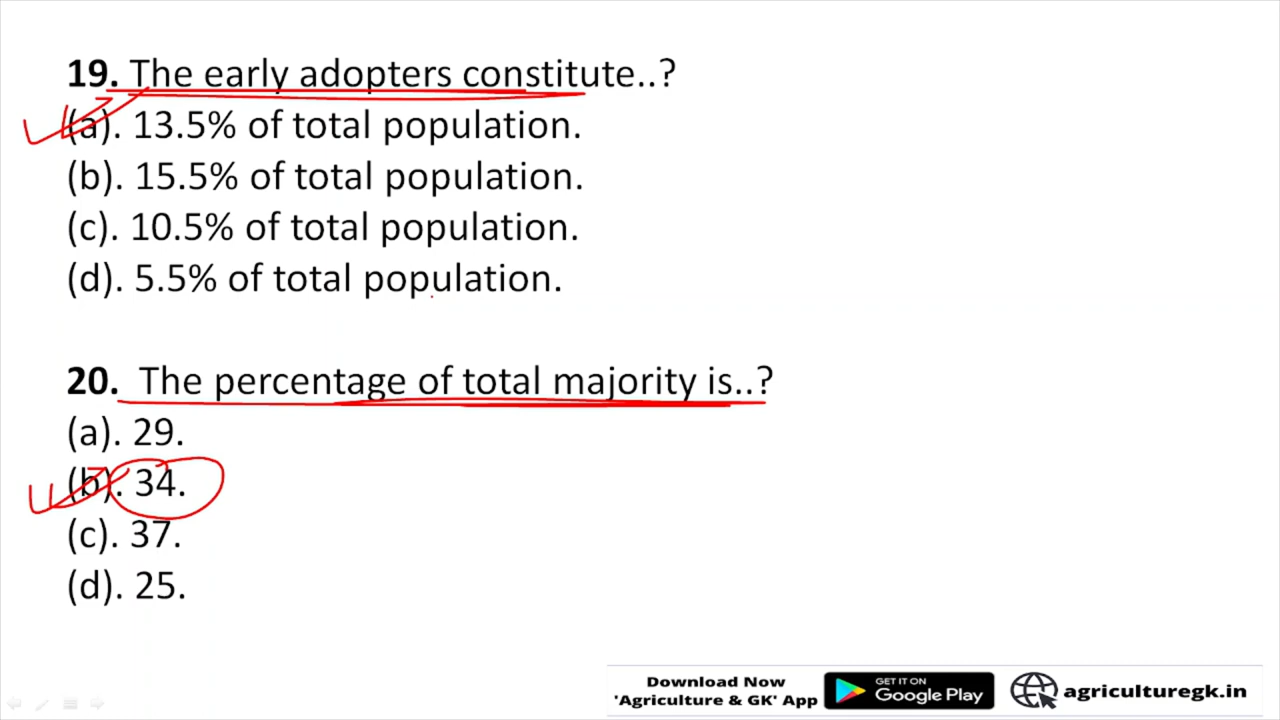 19. The early adopters constitute..?
(a). 13.5% of total population.
(b). 15.5% of total population.
(c). 10.5% of total population.
(d). 5.5% of total population.
20. The percentage of total majority is..?
(a). 29.
(b). 34.
(c). 37.
(d). 25.
Download Now
'Agriculture & GK' App
GET IT ON
Google Play
agriculturegk.in